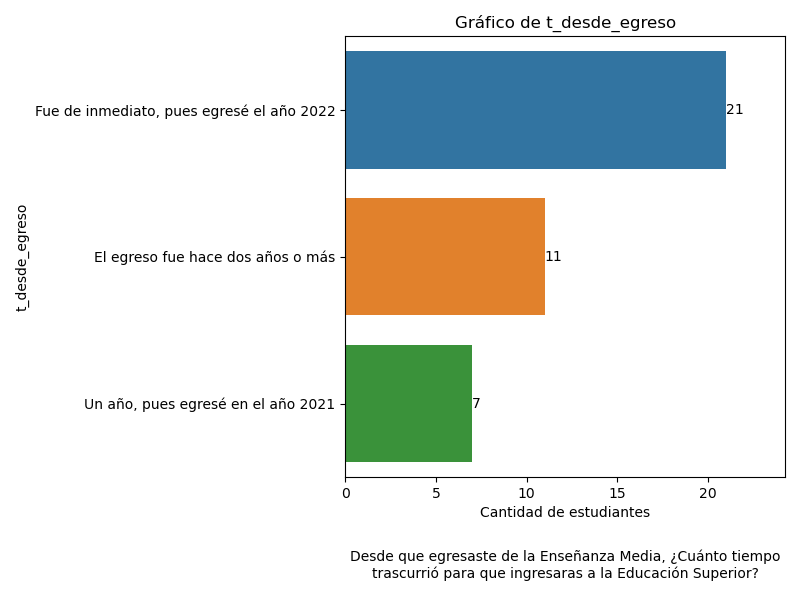 Gráfico de t_desde_egreso
t_desde_egreso
Fue de inmediato, pues egresé el año 2022
21
El egreso fue hace dos años o más
11
Un año, pues egresé en el año 2021
7
0 5 10 15 20
Cantidad de estudiantes
Desde que egresaste de la Enseñanza Media, ¿Cuánto tiempo
trascurrió para que ingresaras a la Educación Superior?